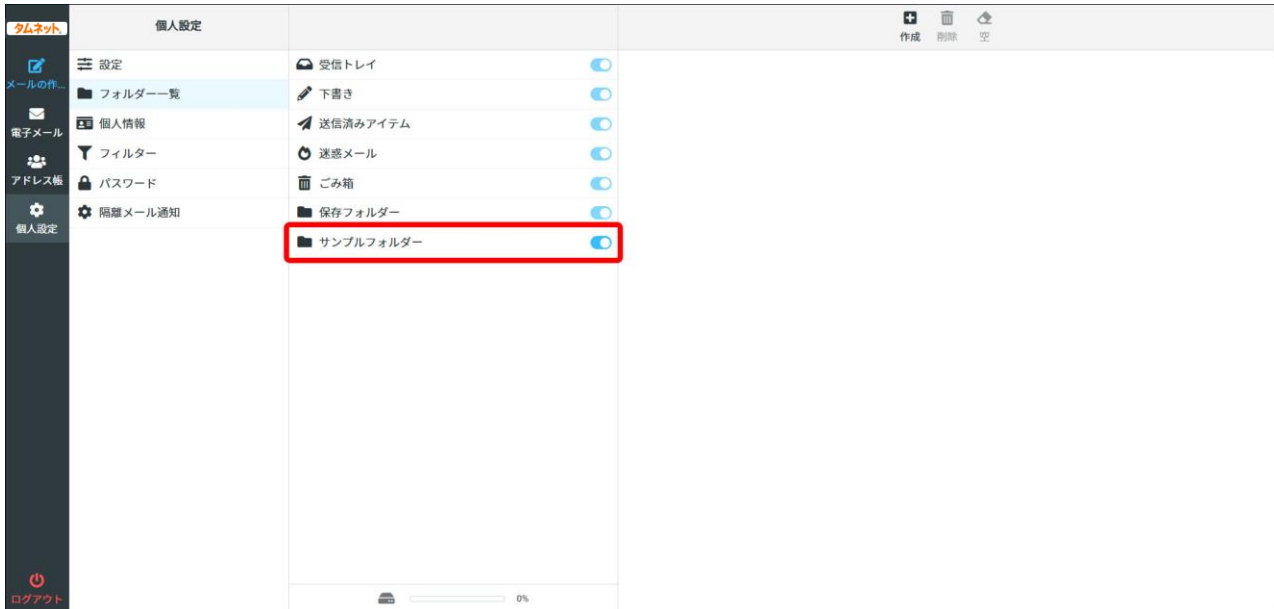 タムネット
メールの作...
電子メール
アドレス帳
個人設定
ログアウト
個人設定
設定
フォルダー一覧
個人情報
フィルター
パスワード
隔離メール通知
受信トレイ
下書き
送信済みアイテム
迷惑メール
ごみ箱
保存フォルダー
サンプルフォルダー
0%
作成
削除
空